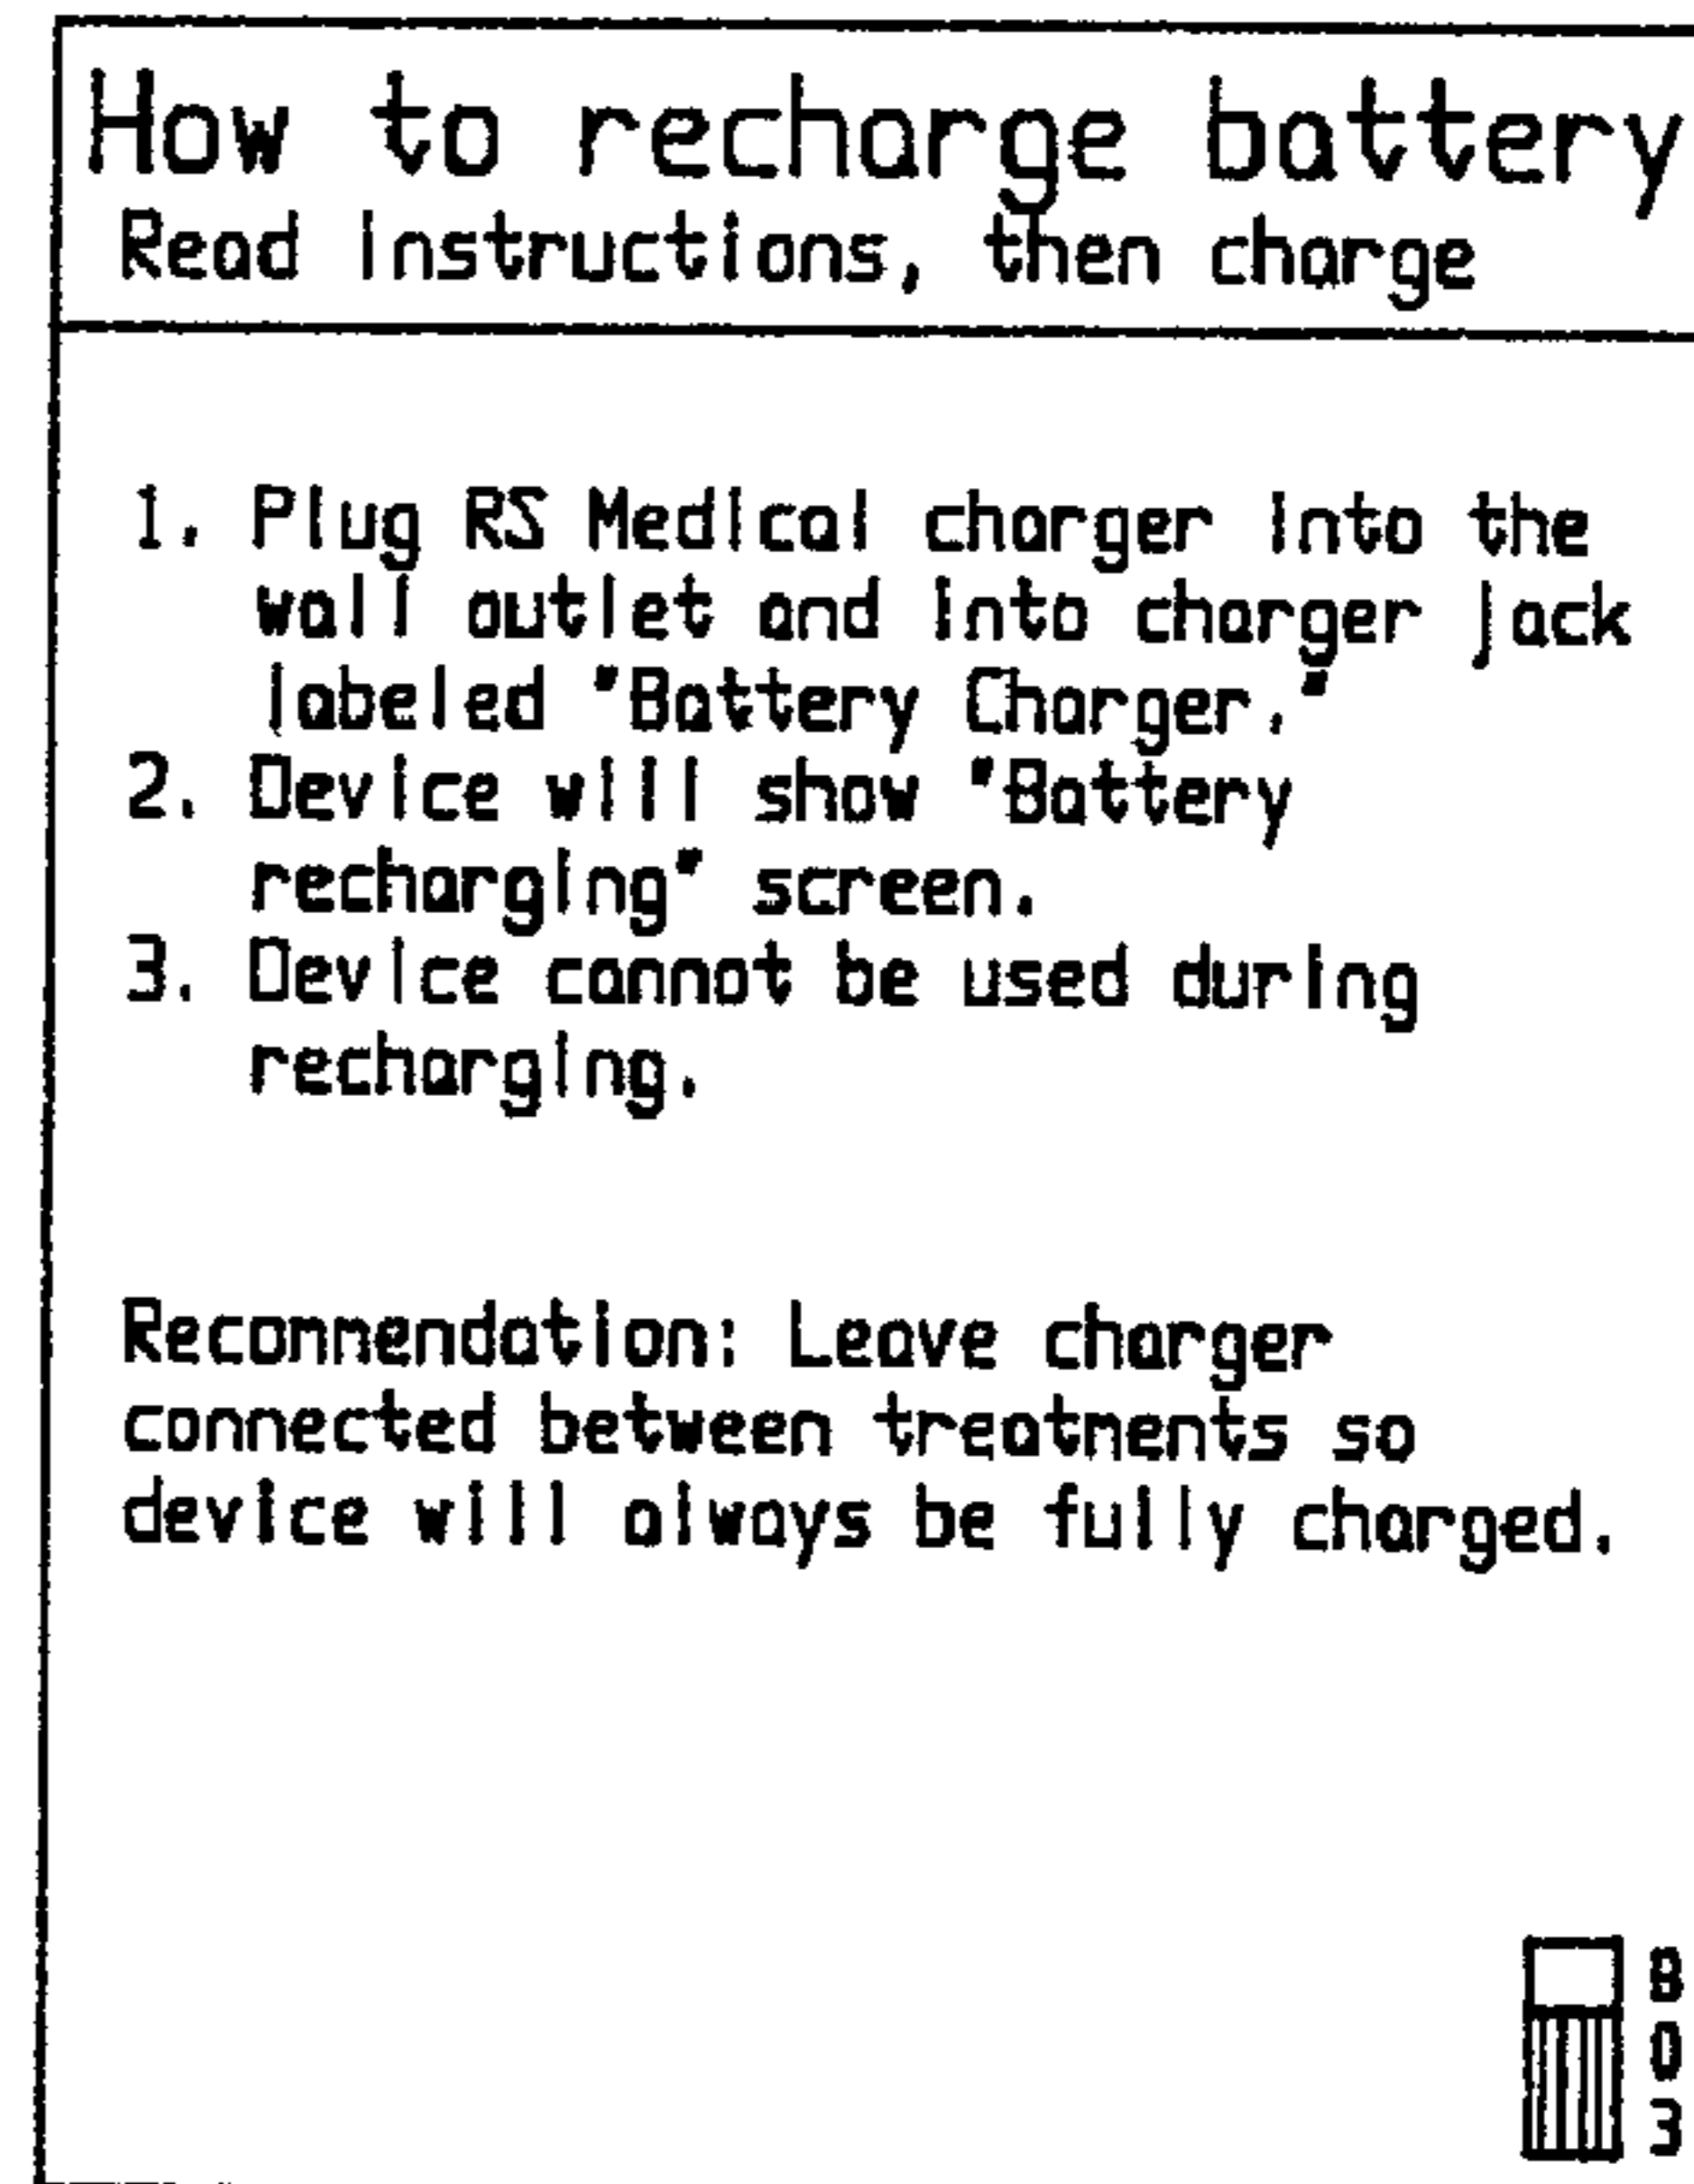 How to recharge battery
Read instructions, then charge
1. Plug RS Medical charger into the
wall outlet and into charger jack
labeled "Battery Charger."
2. Device will show "Battery
recharging" screen.
3. Device cannot be used during
recharging.
Recommendation: Leave charger
connected between treatments so
device will always be fully charged.
8
0
3